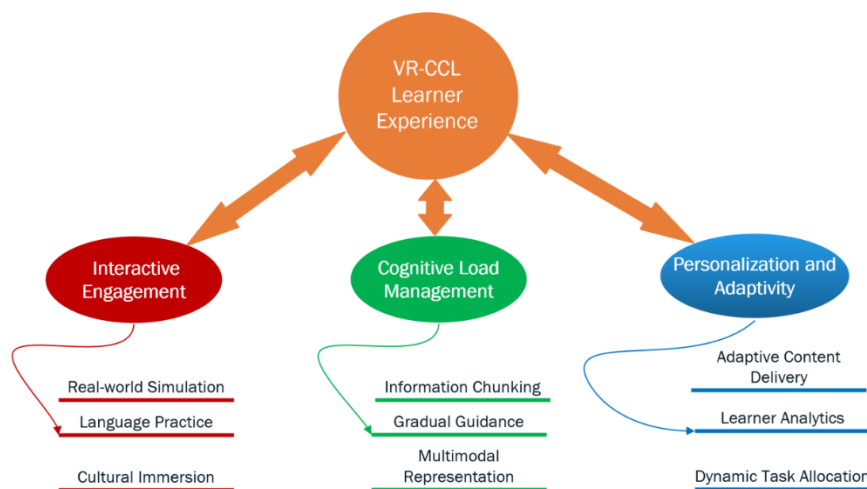 VR-CCL
Learner
Experience
Interactive
Engagement
Cognitive Load
Management
Personalization and
Adaptivity
Real-world Simulation
Language Practice
Cultural Immersion
Information Chunking
Gradual Guidance
Multimodal
Representation
Adaptive Content
Delivery
Learner Analytics
Dynamic Task Allocation